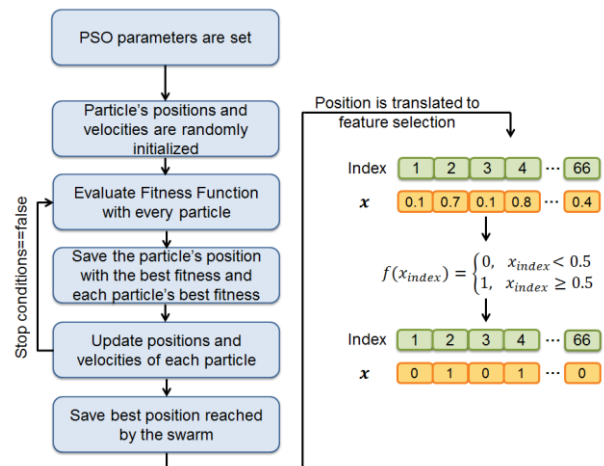 PSO parameters are set
Particle's positions and
velocities are randomly
initialized
Evaluate Fitness Function
with every particle
Save the particle's position
with the best fitness and
each particle's best fitness
Update positions and
velocities of each particle
Save best position reached
by the swarm
Stop conditions==false
Position is translated to
feature selection
Index 1 2 3 4 ··· 66
x 0.1 0.7 0.1 0.8 ··· 0.4
f(x_index) = { 0, x_index < 0.5
1, x_index ≥ 0.5
Index 1 2 3 4 ··· 66
x 0 1 0 1 ··· 0